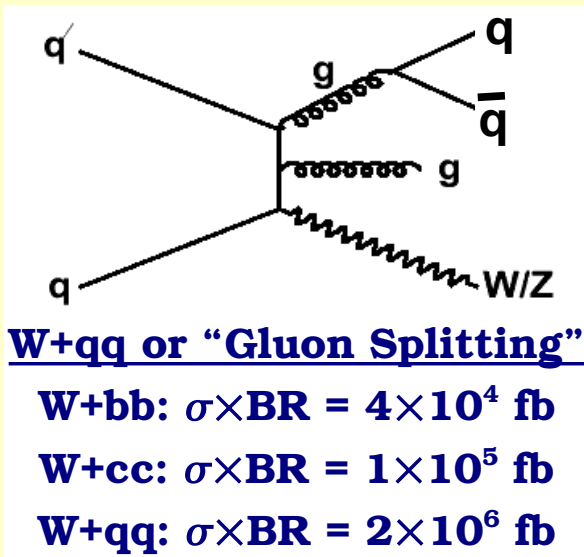 q′
q
g
q̅
g
q
W/Z
W+qq or “Gluon Splitting”
W+bb: σ×BR = 4×10⁴ fb
W+cc: σ×BR = 1×10⁵ fb
W+qq: σ×BR = 2×10⁶ fb